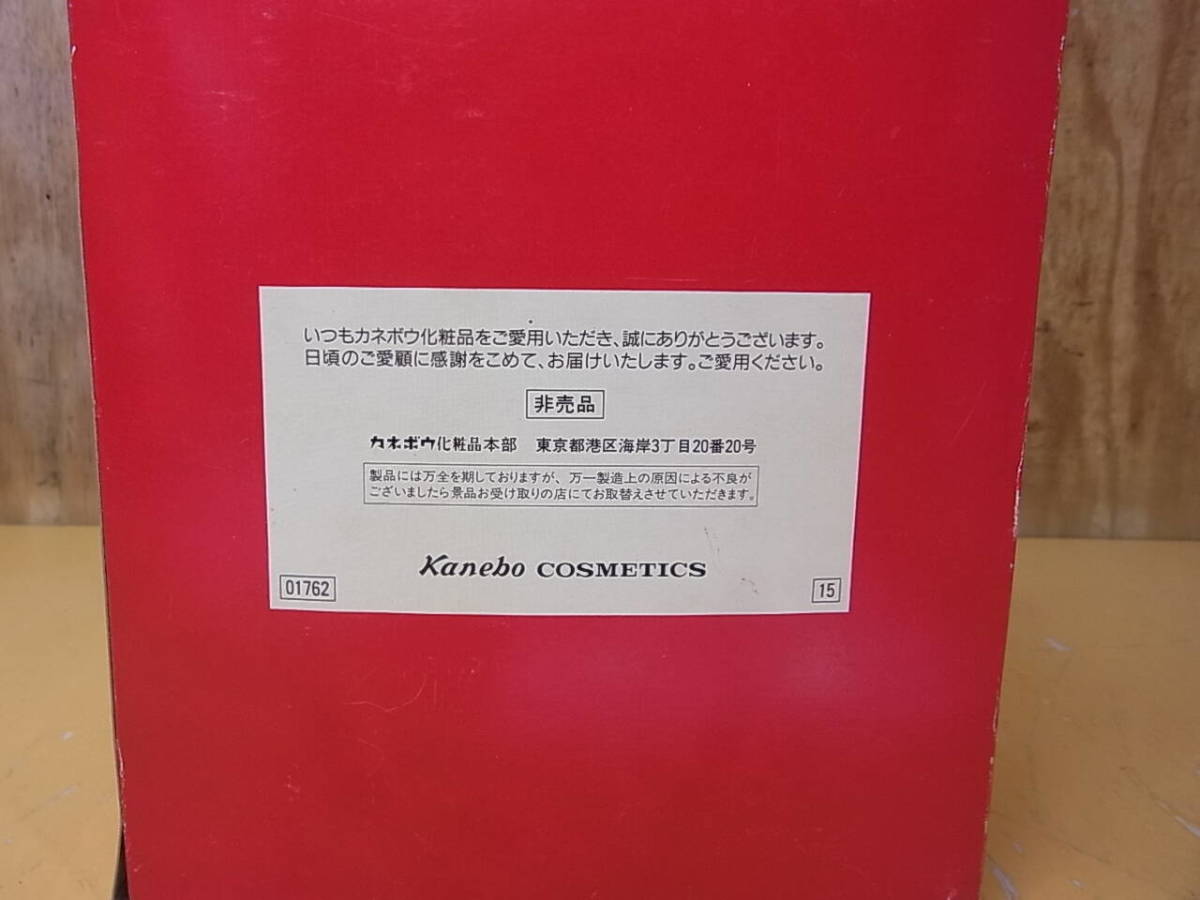 いつもカネボウ化粧品をご愛用いただき、誠にありがとうございます。
日頃のご愛顧に感謝をこめて、お届けいたします。ご愛用ください。
非売品
カネボウ化粧品本部 東京都港区海岸3丁目20番20号
製品には万全を期しておりますが、万一製造上の原因による不良が
ございましたら景品お受け取りの店にてお取替えさせていただきます。
Kanebo COSMETICS
01762
15